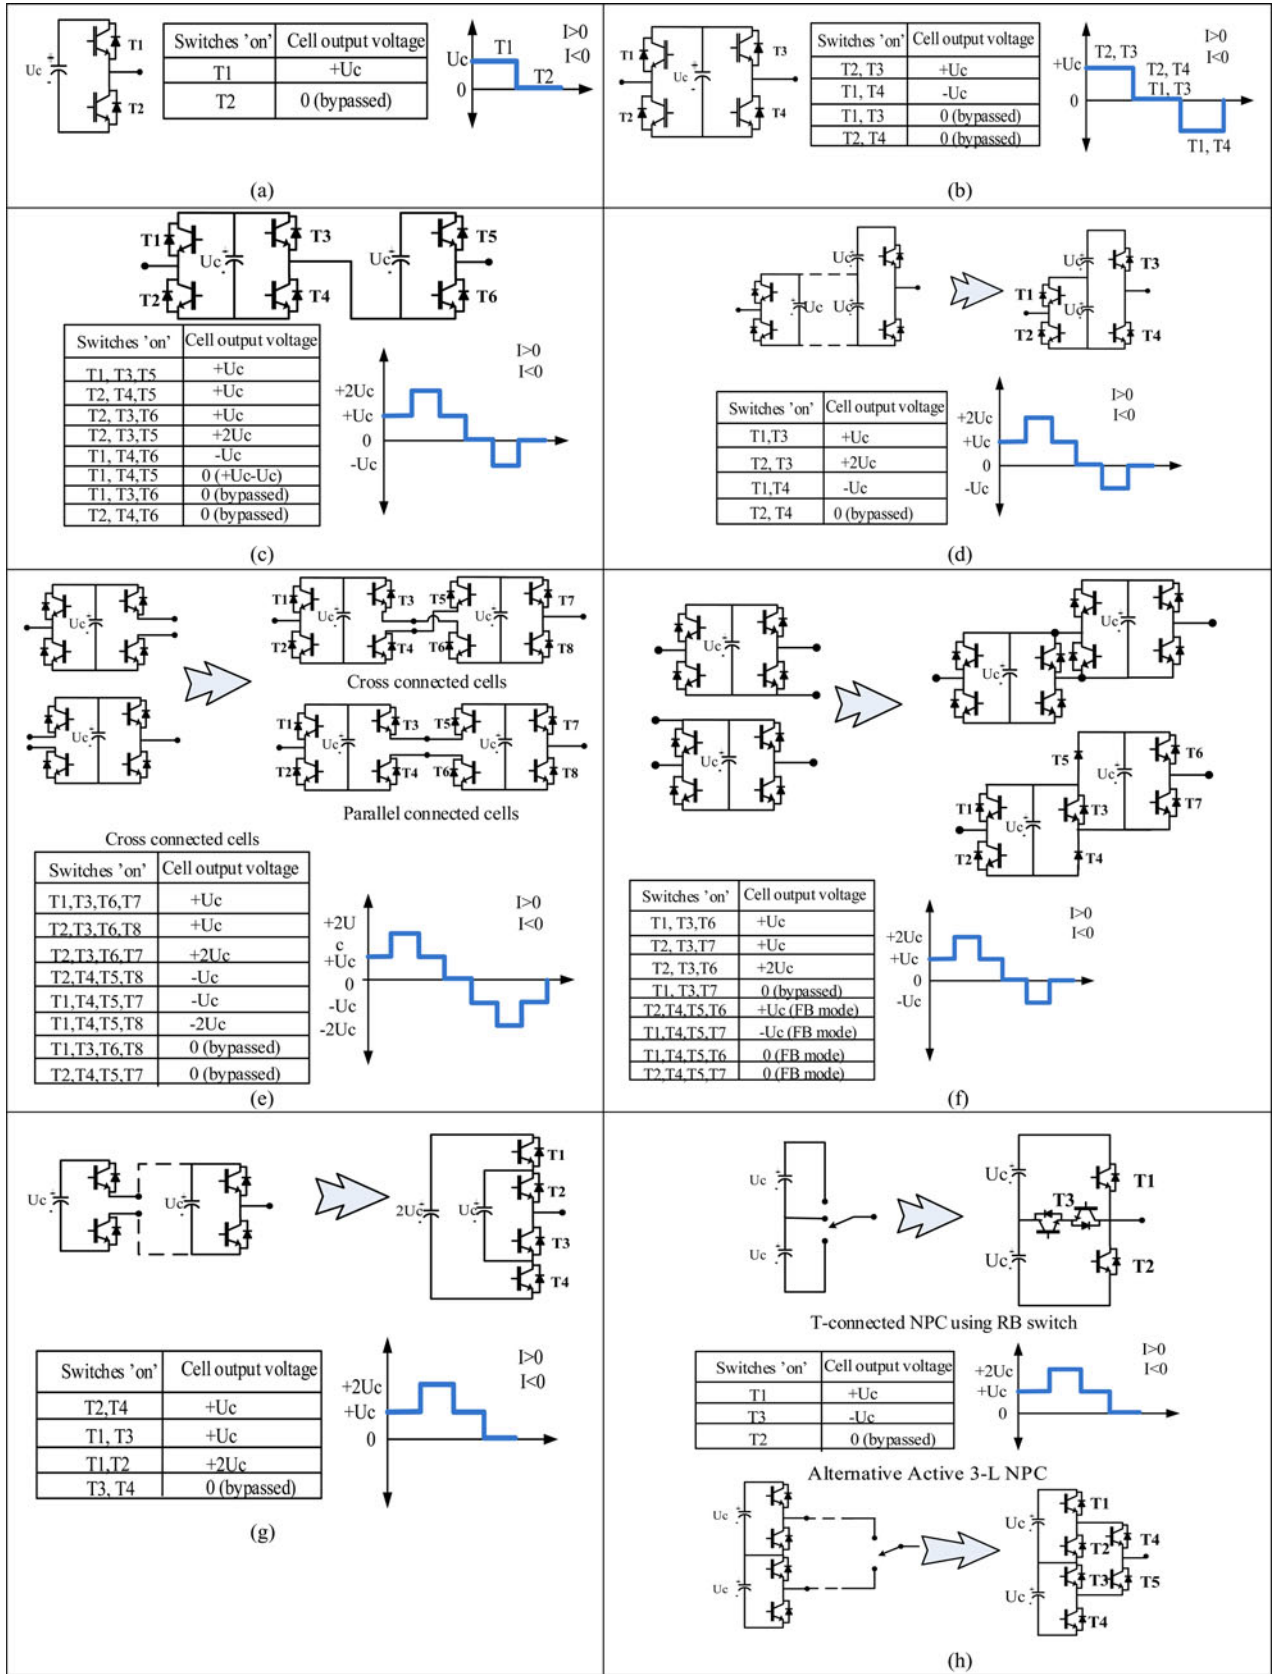 T1
T2
Uc
Switches 'on' Cell output voltage
T1 +Uc
T2 0 (bypassed)
Uc
0
T1
T2
I>0
I<0
(a)
T1
T2
Uc
T3
T4
Switches 'on' Cell output voltage
T2, T3 +Uc
T1, T4 -Uc
T1, T3 0 (bypassed)
T2, T4 0 (bypassed)
+Uc
0
T2, T3
T2, T4
T1, T3
T1, T4
I>0
I<0
(b)
T1
T2
Uc
T3
T4
Uc
T5
T6
Switches 'on' Cell output voltage
T1, T3,T5 +Uc
T2, T4,T5 +Uc
T2, T3,T6 +Uc
T2, T3,T5 +2Uc
T1, T4,T6 -Uc
T1, T4,T5 0 (+Uc-Uc)
T1, T3,T6 0 (bypassed)
T2, T4,T6 0 (bypassed)
+2Uc
+Uc
0
-Uc
I>0
I<0
(c)
Uc
Uc
Uc
Uc
Uc
T1
T2
T3
T4
Switches 'on' Cell output voltage
T1,T3 +Uc
T2, T3 +2Uc
T1,T4 -Uc
T2, T4 0 (bypassed)
+2Uc
+Uc
0
-Uc
I>0
I<0
(d)
Uc
Uc
T1
T2
Uc
T3
T4
T5
T6
Uc
T7
T8
Cross connected cells
T1
T2
Uc
T3
T4
T5
T6
Uc
T7
T8
Parallel connected cells
Cross connected cells
Switches 'on' Cell output voltage
T1,T3,T6,T7 +Uc
T2,T3,T6,T8 +Uc
T2,T3,T6,T7 +2Uc
T2,T4,T5,T8 -Uc
T1,T4,T5,T7 -Uc
T1,T4,T5,T8 -2Uc
T1,T3,T6,T8 0 (bypassed)
T2,T4,T5,T7 0 (bypassed)
+2U
c
+Uc
0
-Uc
-2Uc
I>0
I<0
(e)
Uc
Uc
Uc
Uc
T1
T2
Uc
T3
T4
T5
Uc
T6
T7
Switches 'on' Cell output voltage
T1, T3,T6 +Uc
T2, T3,T7 +Uc
T2, T3,T6 +2Uc
T1, T3,T7 0 (bypassed)
T2,T4,T5,T6 +Uc (FB mode)
T1,T4,T5,T7 -Uc (FB mode)
T1,T4,T5,T6 0 (FB mode)
T2,T4,T5,T7 0 (FB mode)
+2Uc
+Uc
0
-Uc
I>0
I<0
(f)
Uc
Uc
2Uc
Uc
T1
T2
T3
T4
Switches 'on' Cell output voltage
T2,T4 +Uc
T1, T3 +Uc
T1,T2 +2Uc
T3, T4 0 (bypassed)
+2Uc
+Uc
0
I>0
I<0
(g)
Uc
Uc
Uc
Uc
T1
T3
T2
T-connected NPC using RB switch
Switches 'on' Cell output voltage
T1 +Uc
T3 -Uc
T2 0 (bypassed)
+2Uc
+Uc
0
I>0
I<0
Alternative Active 3-L NPC
Uc
Uc
Uc
Uc
T1
T2
T3
T4
T4
T5
(h)